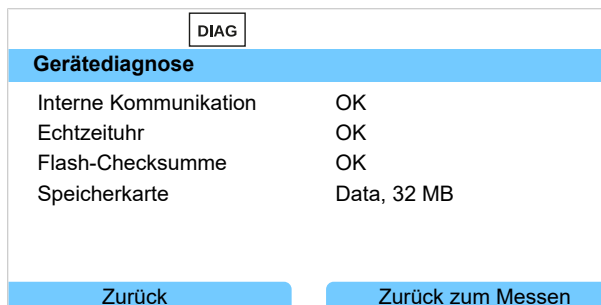 DIAG
Gerätediagnose
Interne Kommunikation OK
Echtzeituhr OK
Flash-Checksumme OK
Speicherkarte Data, 32 MB
Zurück Zurück zum Messen